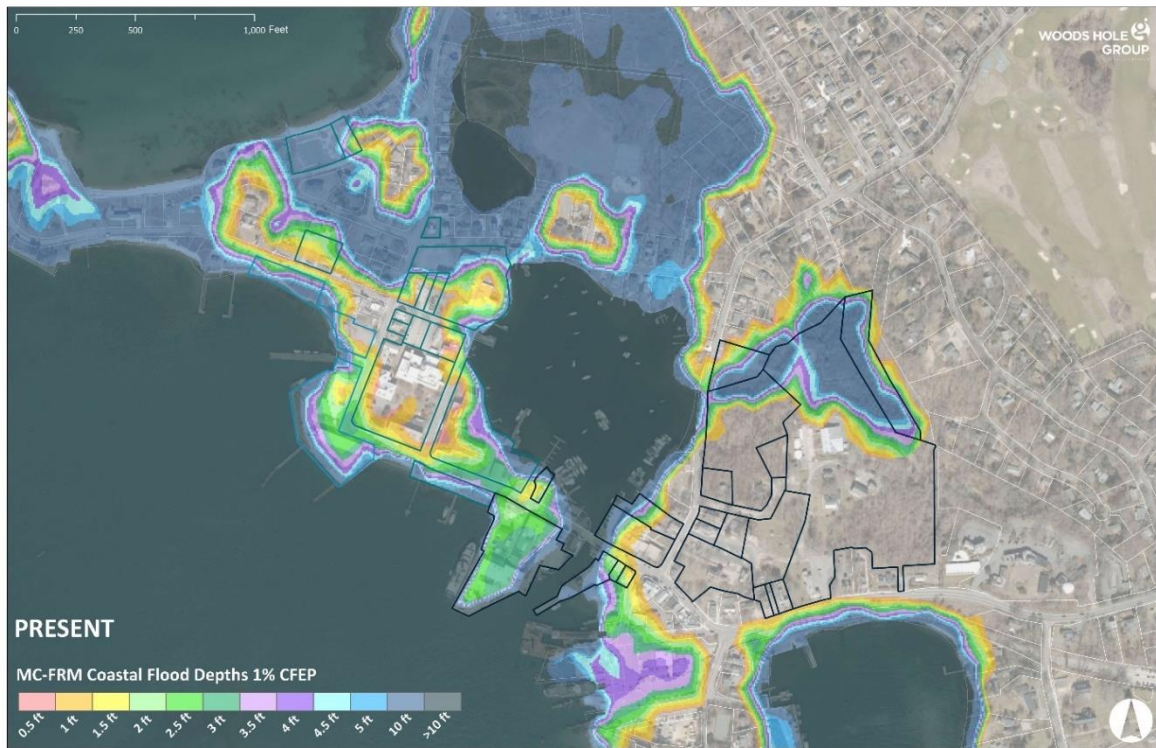 0 250 500 1,000 Feet
WOODS HOLE
GROUP
PRESENT
MC-FRM Coastal Flood Depths 1% CFEP
0.5 ft 1 ft 1.5 ft 2 ft 2.5 ft 3 ft 3.5 ft 4 ft 4.5 ft 5 ft 10 ft >10 ft